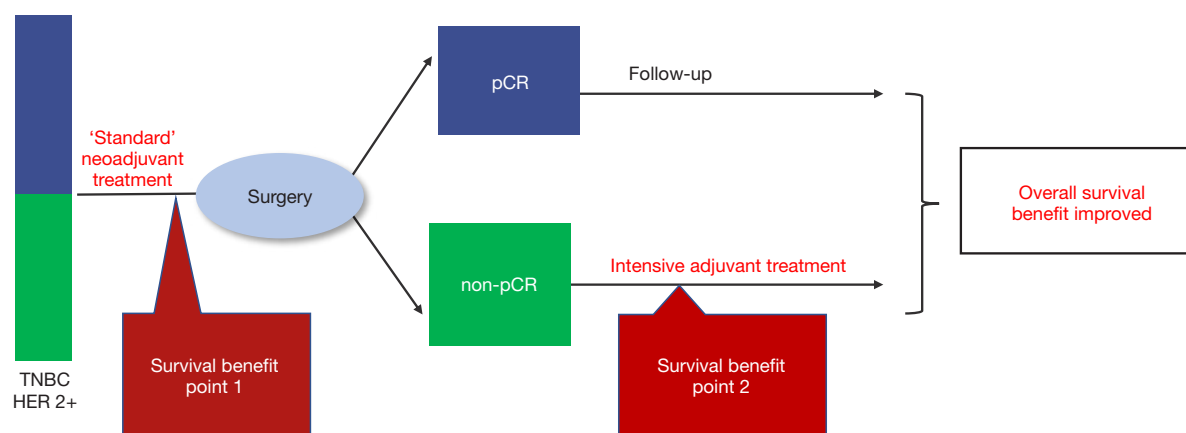 TNBC
HER 2+
‘Standard’
neoadjuvant
treatment
Surgery
Survival benefit
point 1
pCR
Follow-up
non-pCR
Intensive adjuvant treatment
Survival benefit
point 2
Overall survival
benefit improved